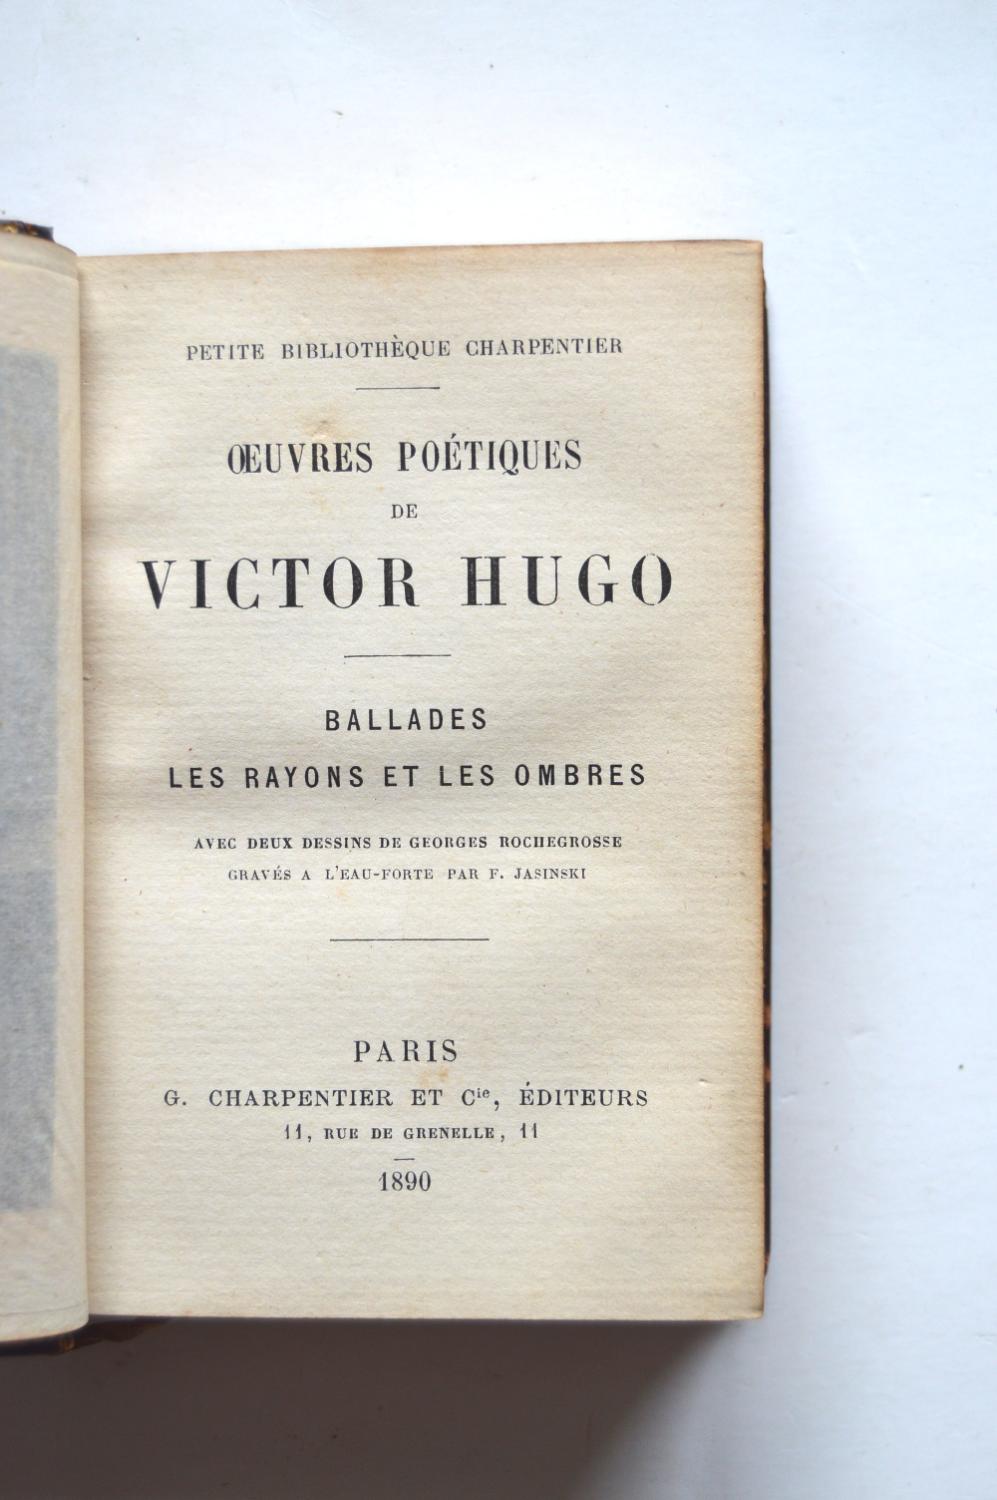 PETITE BIBLIOTHÈQUE CHARPENTIER
ŒUVRES POÉTIQUES
DE
VICTOR HUGO
BALLADES
LES RAYONS ET LES OMBRES
AVEC DEUX DESSINS DE GEORGES ROCHEGROSSE
GRAVÉS A L'EAU-FORTE PAR F. JASINSKI
PARIS
G. CHARPENTIER ET Cie, ÉDITEURS
11, RUE DE GRENELLE, 11
1890